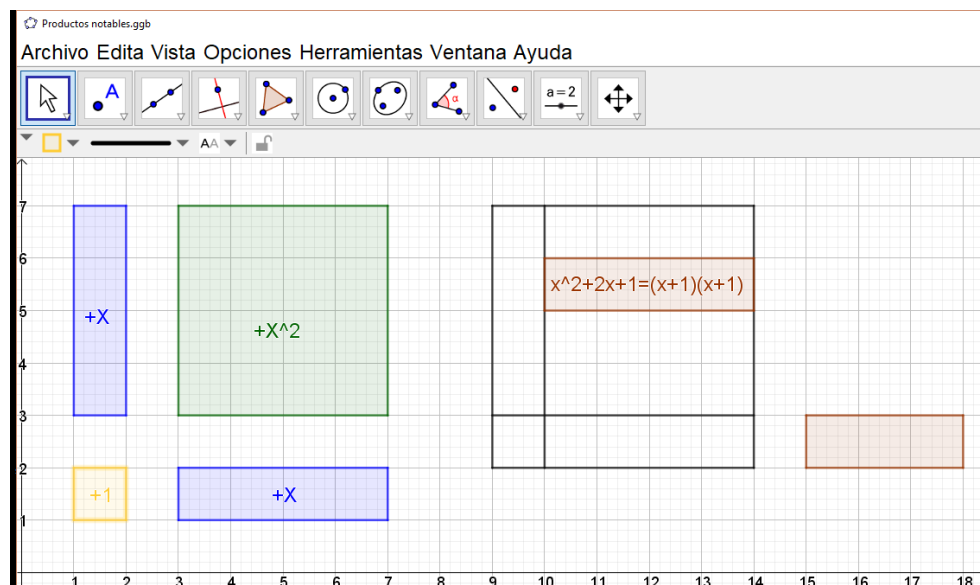 Productos notables.ggb
Archivo Edita Vista Opciones Herramientas Ventana Ayuda
A
α
a=2
AA
7
6
+X
x^2+2x+1=(x+1)(x+1)
5
+X^2
4
3
2
+1
+X
1
1 2 3 4 5 6 7 8 9 10 11 12 13 14 15 16 17 18